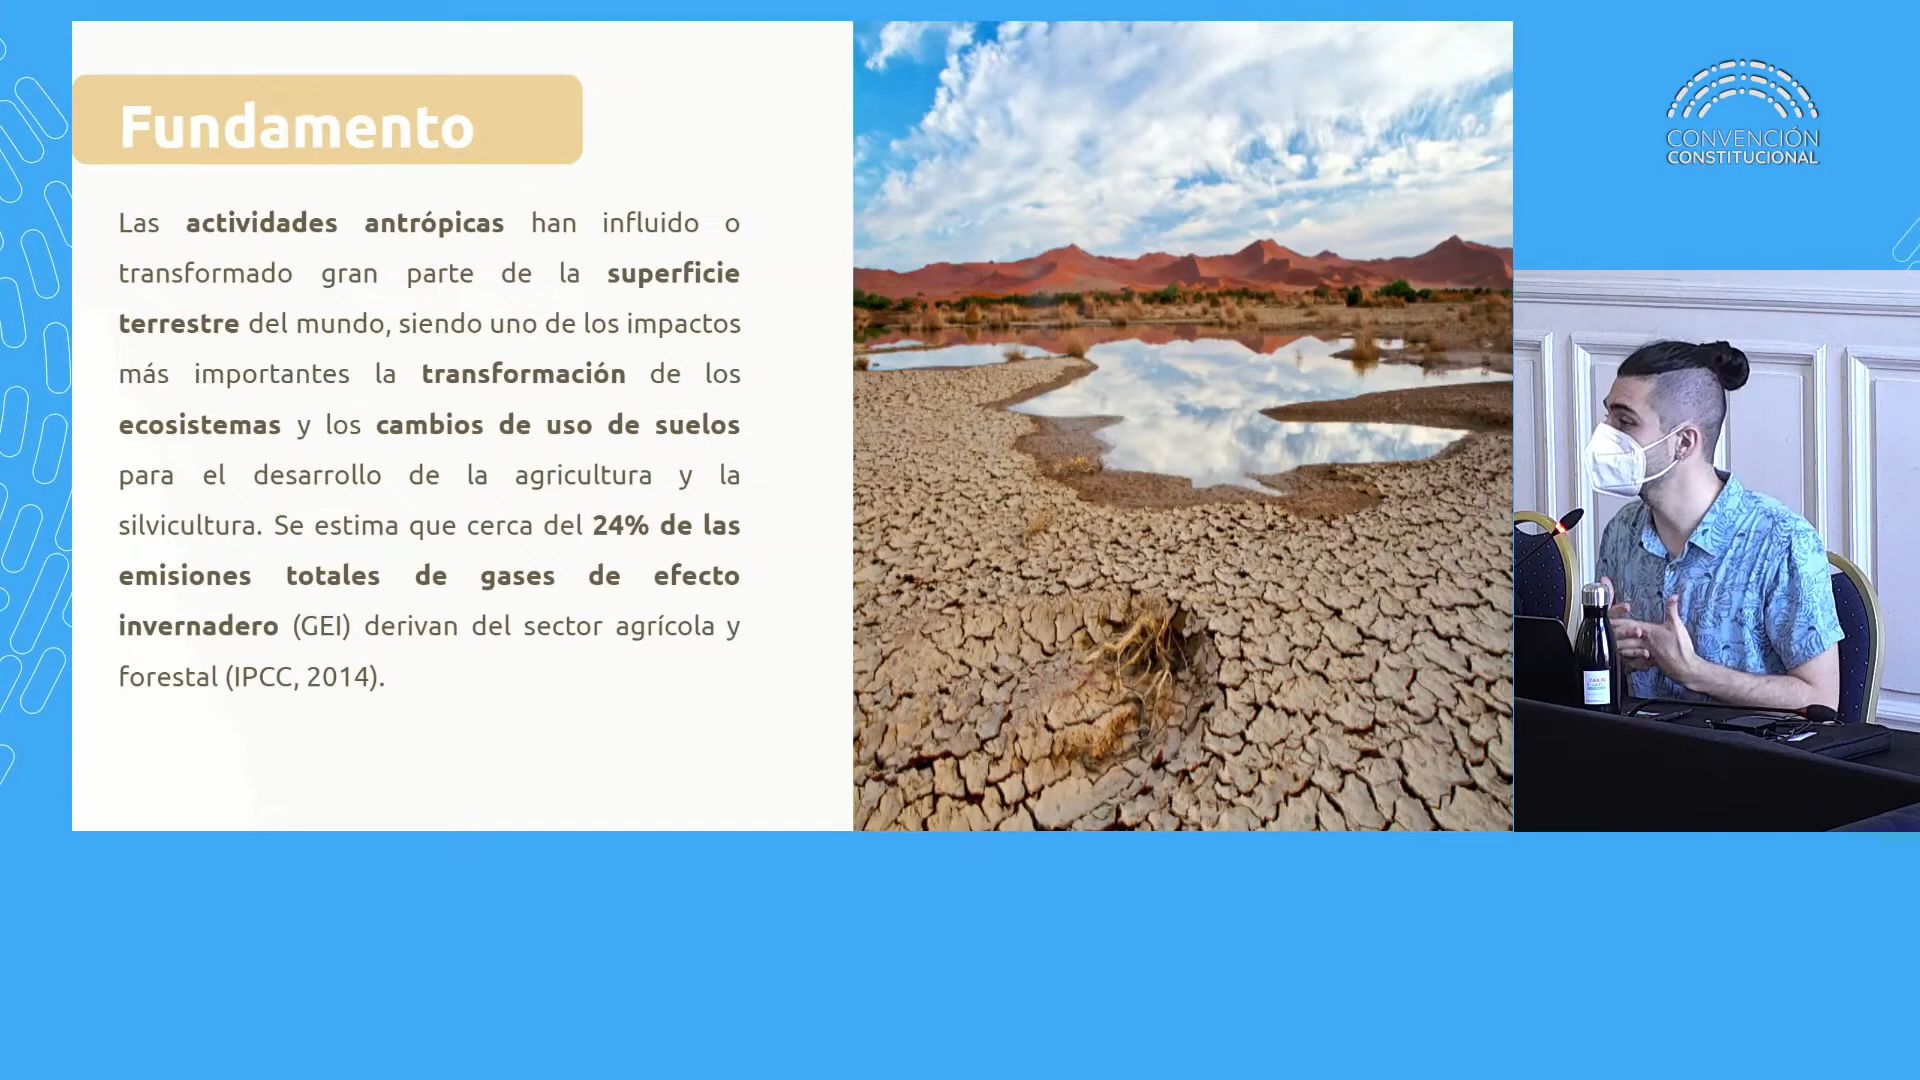 Fundamento
Las actividades antrópicas han influido o
transformado gran parte de la superficie
terrestre del mundo, siendo uno de los impactos
más importantes la transformación de los
ecosistemas y los cambios de uso de suelos
para el desarrollo de la agricultura y la
silvicultura. Se estima que cerca del 24% de las
emisiones totales de gases de efecto
invernadero (GEI) derivan del sector agrícola y
forestal (IPCC, 2014).
CONVENCIÓN
CONSTITUCIONAL